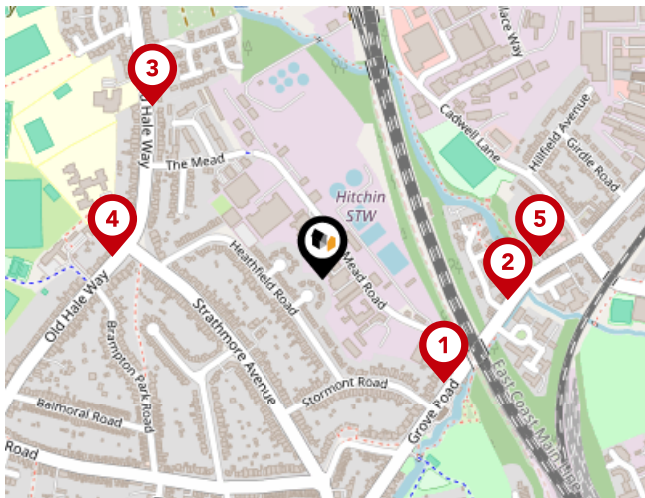 lace Way
Cadwell Lane
Hillfield Avenue
Girdle Road
3
d Hale Way
The Mead
Hitchin
STW
4
5
2
Mead Road
Heathfield Road
Old Hale Way
Strathmore Avenue
Brampton Park Road
1
Stormont Road
Grove Road
East Coast Main Line
Balmoral Road
Road